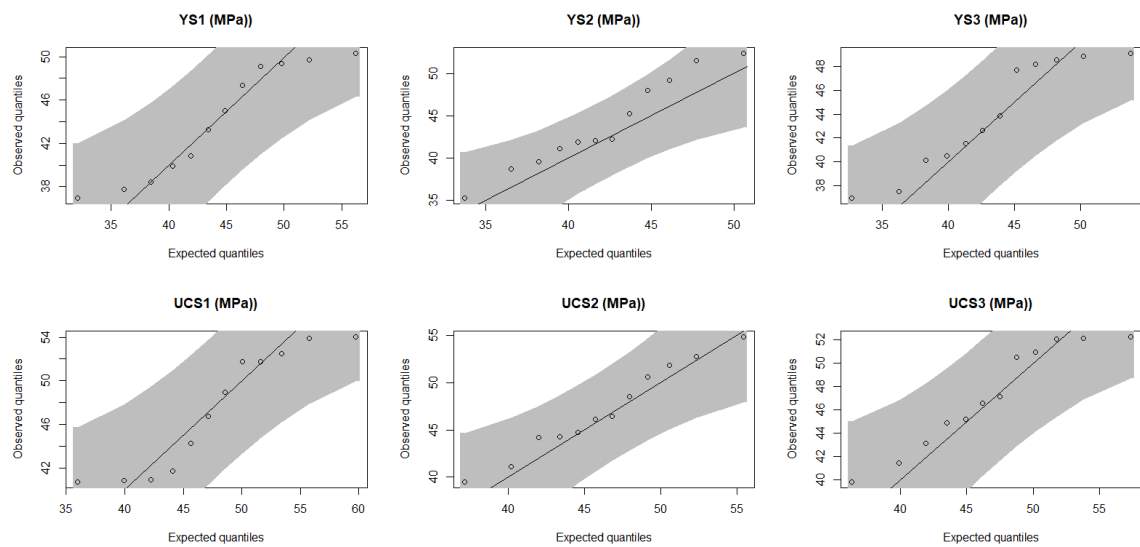 YS1 (MPa))
Observed quantiles
38 42 46 50
35 40 45 50 55
Expected quantiles
YS2 (MPa))
Observed quantiles
35 40 45 50
35 40 45 50
Expected quantiles
YS3 (MPa))
Observed quantiles
38 40 42 44 46 48
35 40 45 50
Expected quantiles
UCS1 (MPa))
Observed quantiles
42 46 50 54
35 40 45 50 55 60
Expected quantiles
UCS2 (MPa))
Observed quantiles
40 45 50 55
40 45 50 55
Expected quantiles
UCS3 (MPa))
Observed quantiles
40 42 44 46 48 50 52
40 45 50 55
Expected quantiles